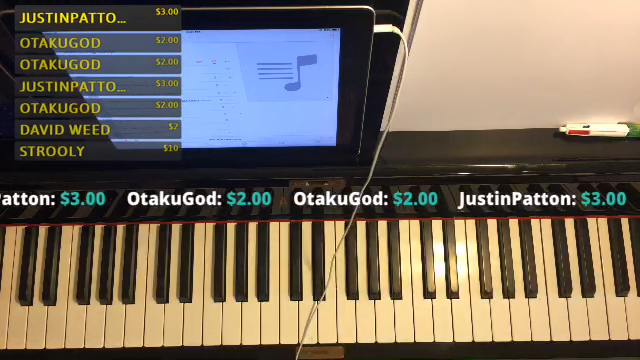 JUSTINPATTO... $3.00
OTAKUGOD $2.00
OTAKUGOD $2.00
JUSTINPATTO... $3.00
OTAKUGOD $2.00
DAVID WEED $2
STROOLY $10
Patton: $3.00 OtakuGod: $2.00 OtakuGod: $2.00 JustinPatton: $3.00